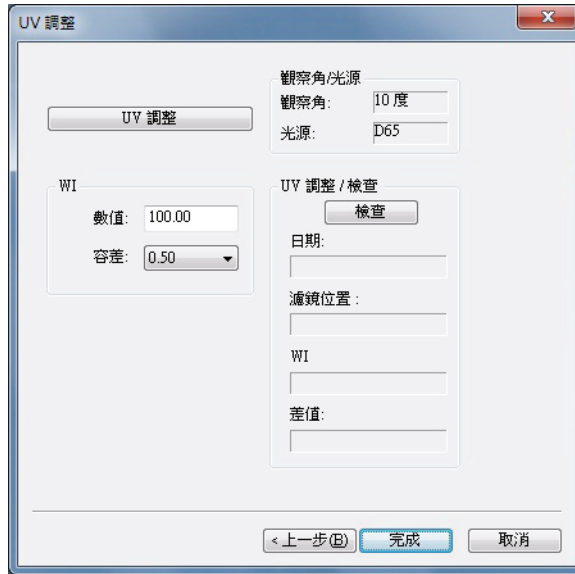 UV 調整
觀察角/光源
觀察角: 10 度
光源: D65
UV 調整
WI
數值: 100.00
容差: 0.50
UV 調整 / 檢查
檢查
日期:
濾鏡位置 :
WI
差值:
<上一步(B)
完成
取消